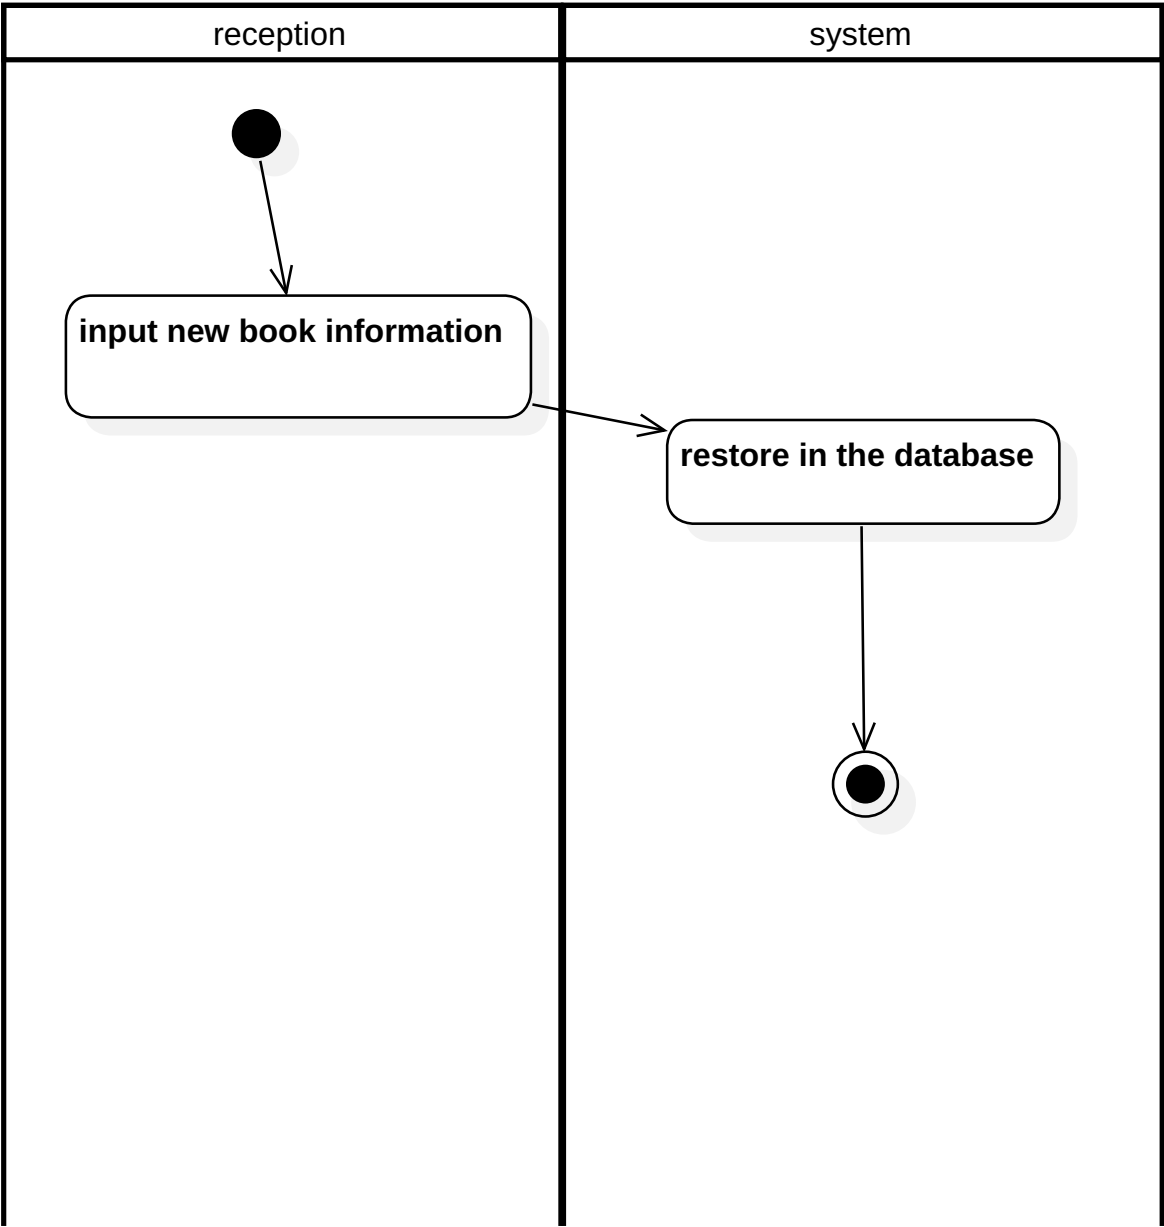 reception
system
input new book information
restore in the database